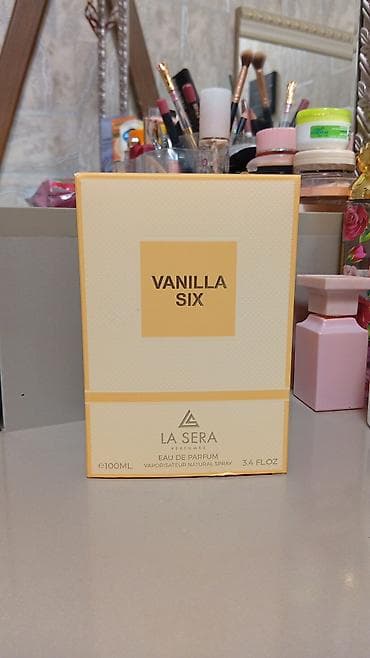 VANILLA
SIX
LA SERA
PERFUMES
EAU DE PARFUM
℮100ML VAPORISATEUR NATURAL SPRAY 3.4 FL.OZ